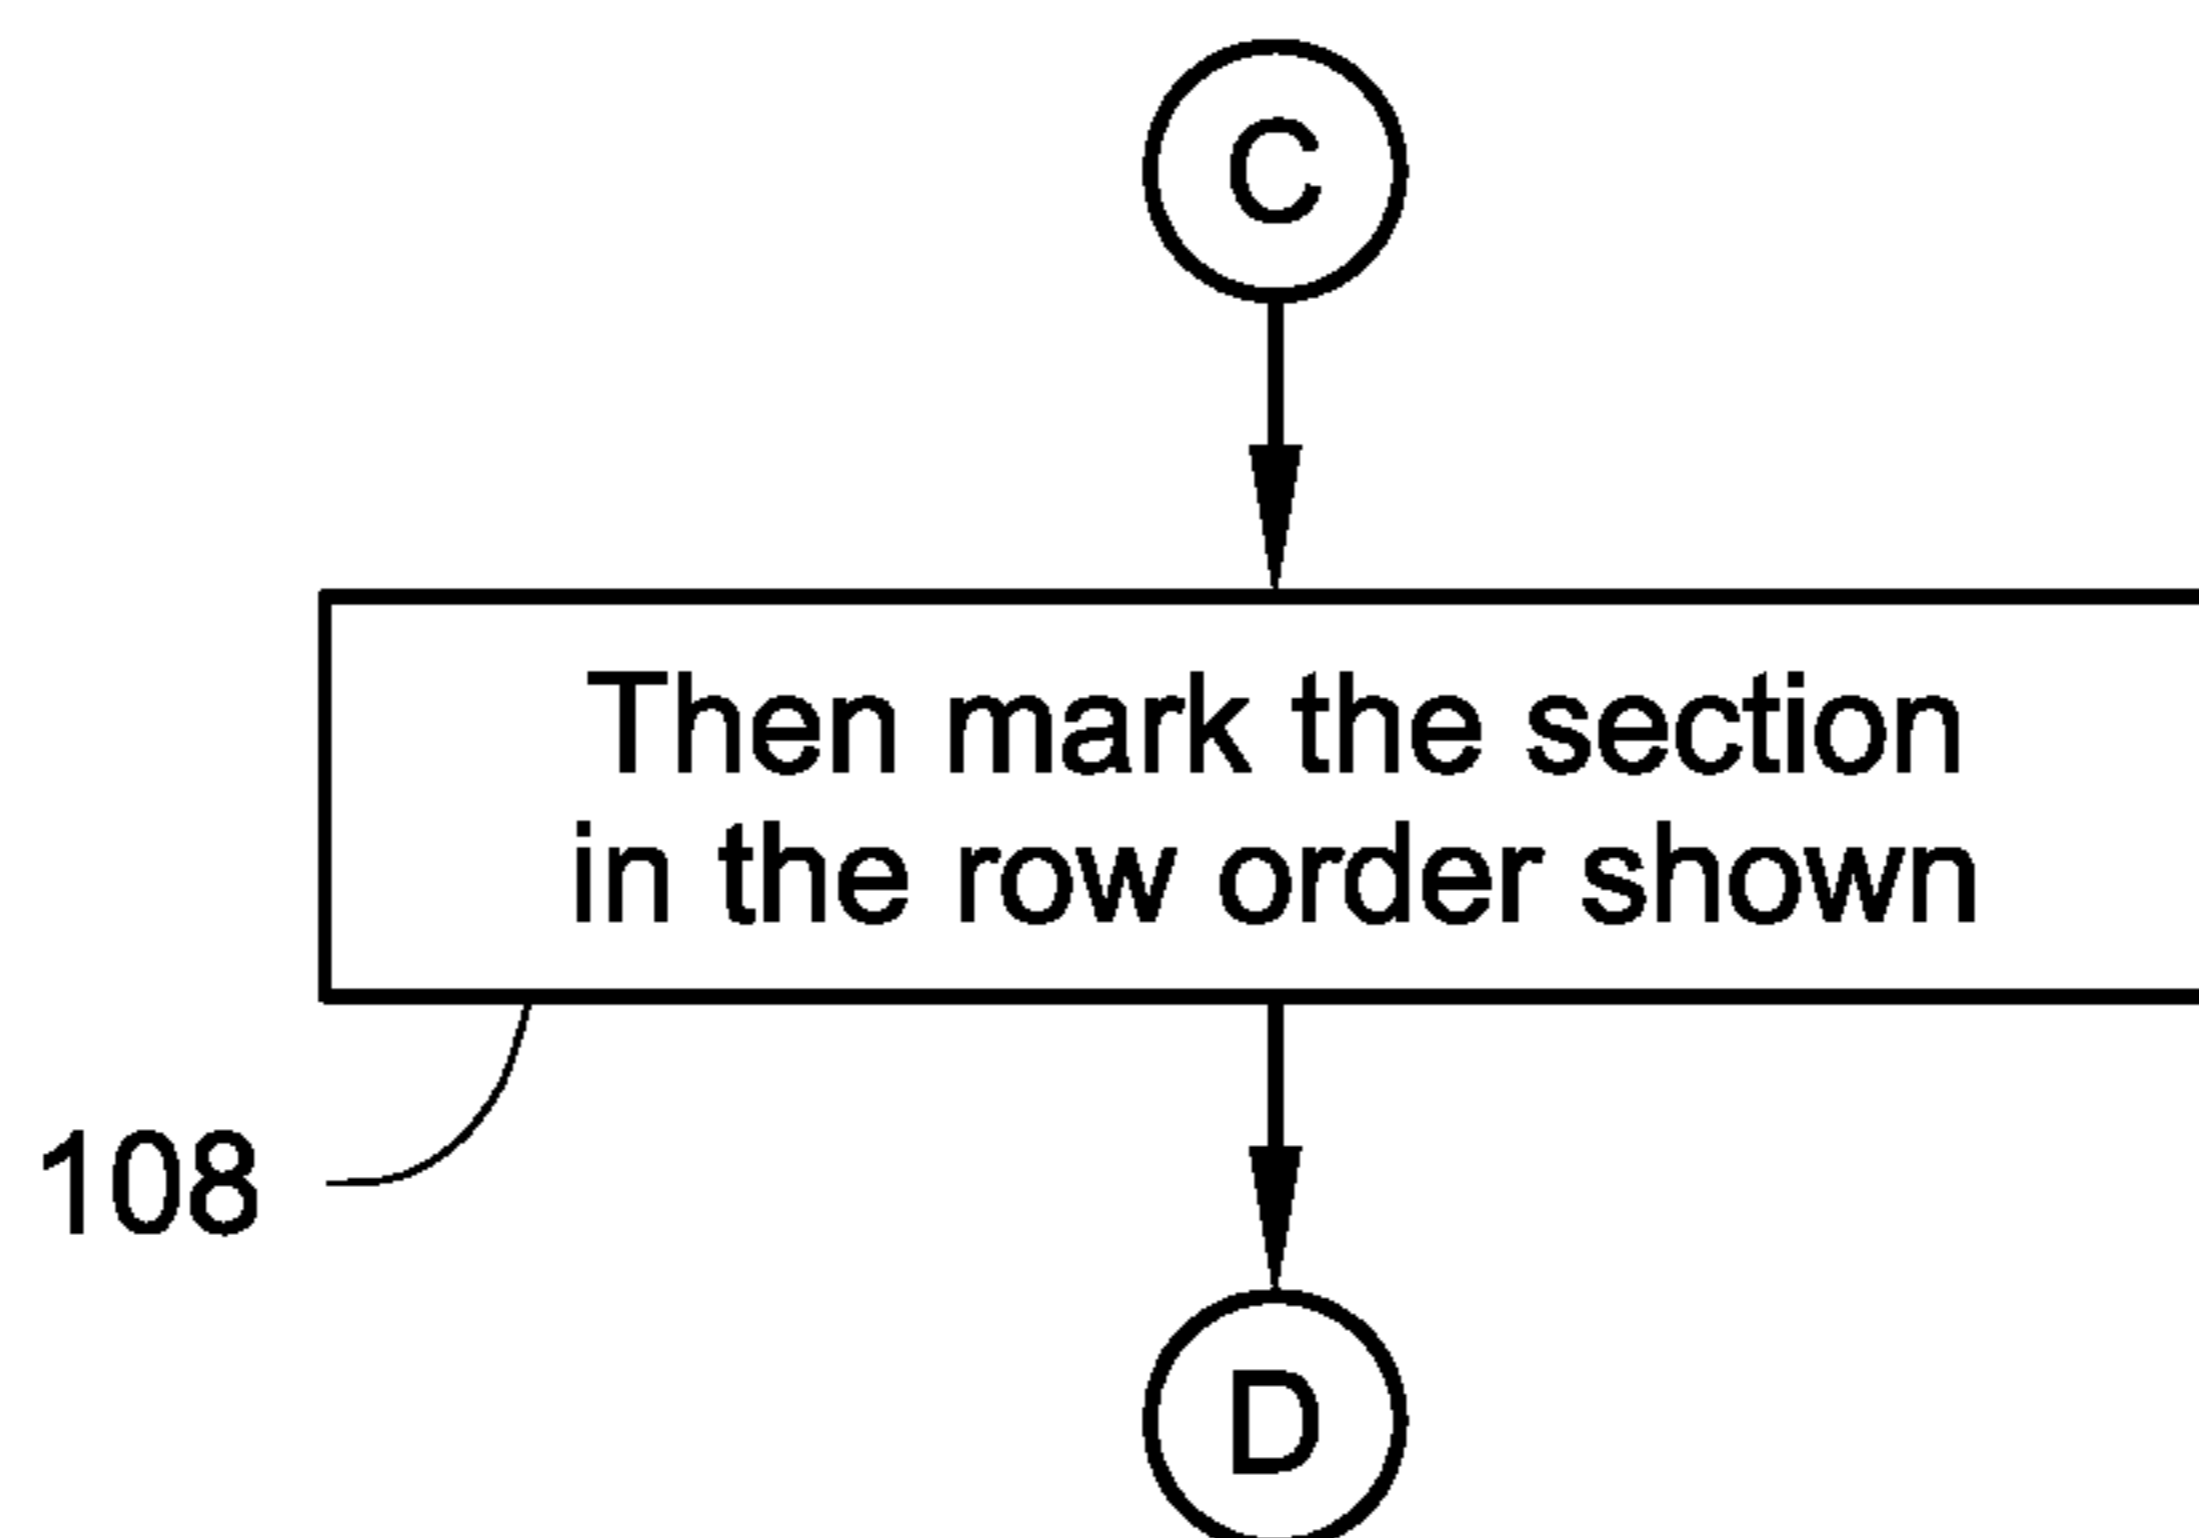 C
Then mark the section
in the row order shown
108
D